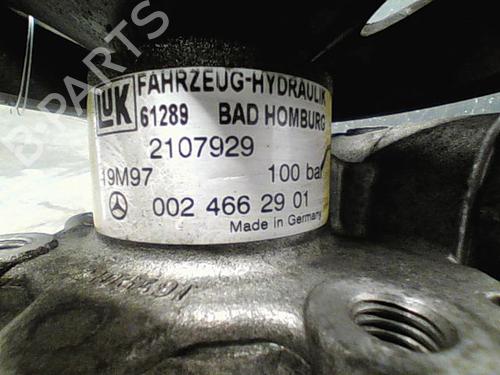 B-PARTS
LUK FAHRZEUG-HYDRAULIK
61289 BAD HOMBURG
2107929
19M97 100 bar
002 466 29 01
Made in Germany